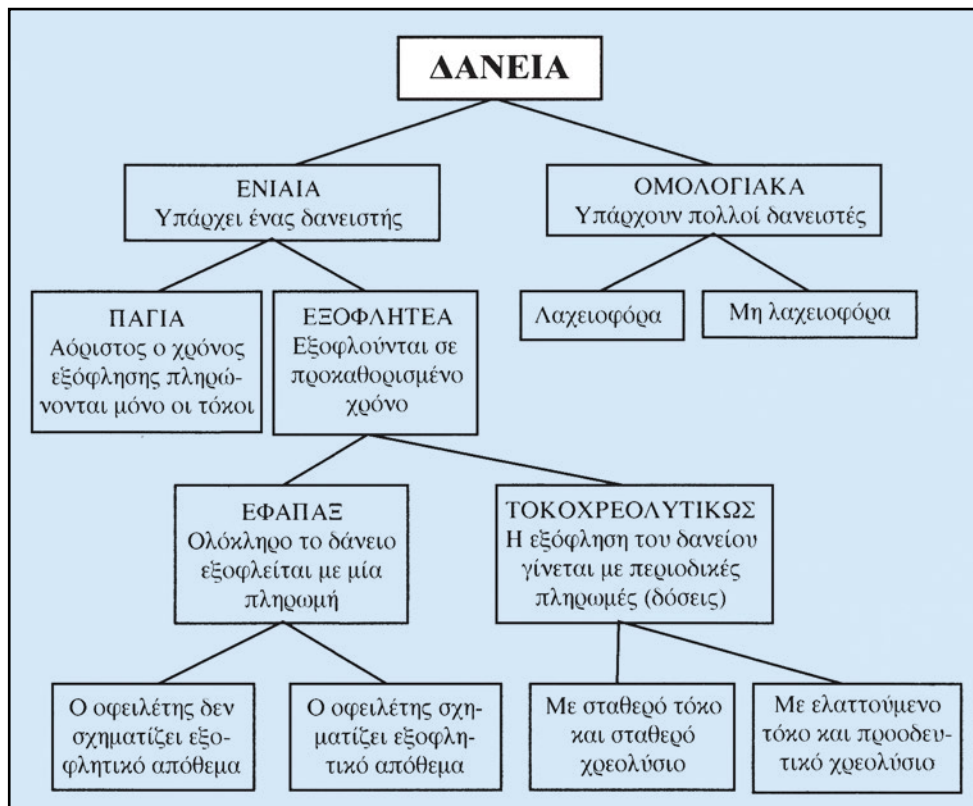 ΔΑΝΕΙΑ
ΕΝΙΑΙΑ
Υπάρχει ένας δανειστής
ΟΜΟΛΟΓΙΑΚΑ
Υπάρχουν πολλοί δανειστές
ΠΑΓΙΑ
Αόριστος ο χρόνος
εξόφλησης πληρώ-
νονται μόνο οι τόκοι
ΕΞΟΦΛΗΤΕΑ
Εξοφλούνται σε
προκαθορισμένο
χρόνο
Λαχειοφόρα
Μη λαχειοφόρα
ΕΦΑΠΑΞ
Ολόκληρο το δάνειο
εξοφλείται με μία
πληρωμή
ΤΟΚΟΧΡΕΟΛΥΤΙΚΩΣ
Η εξόφληση του δανείου
γίνεται με περιοδικές
πληρωμές (δόσεις)
Ο οφειλέτης δεν
σχηματίζει εξο-
φλητικό απόθεμα
Ο οφειλέτης σχη-
ματίζει εξοφλη-
τικό απόθεμα
Με σταθερό τόκο
και σταθερό
χρεολύσιο
Με ελαττούμενο
τόκο και προοδευ-
τικό χρεολύσιο